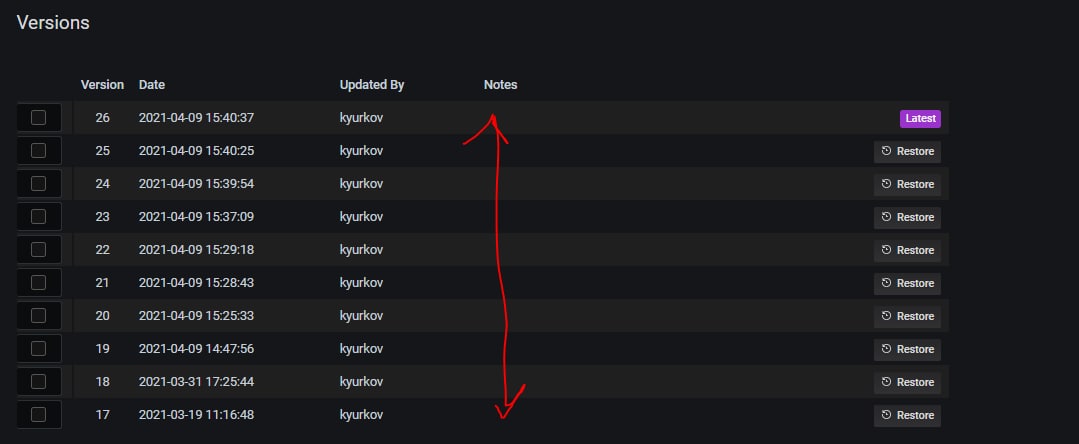 Versions
Version Date Updated By Notes
26 2021-04-09 15:40:37 kyurkov Latest
25 2021-04-09 15:40:25 kyurkov Restore
24 2021-04-09 15:39:54 kyurkov Restore
23 2021-04-09 15:37:09 kyurkov Restore
22 2021-04-09 15:29:18 kyurkov Restore
21 2021-04-09 15:28:43 kyurkov Restore
20 2021-04-09 15:25:33 kyurkov Restore
19 2021-04-09 14:47:56 kyurkov Restore
18 2021-03-31 17:25:44 kyurkov Restore
17 2021-03-19 11:16:48 kyurkov Restore